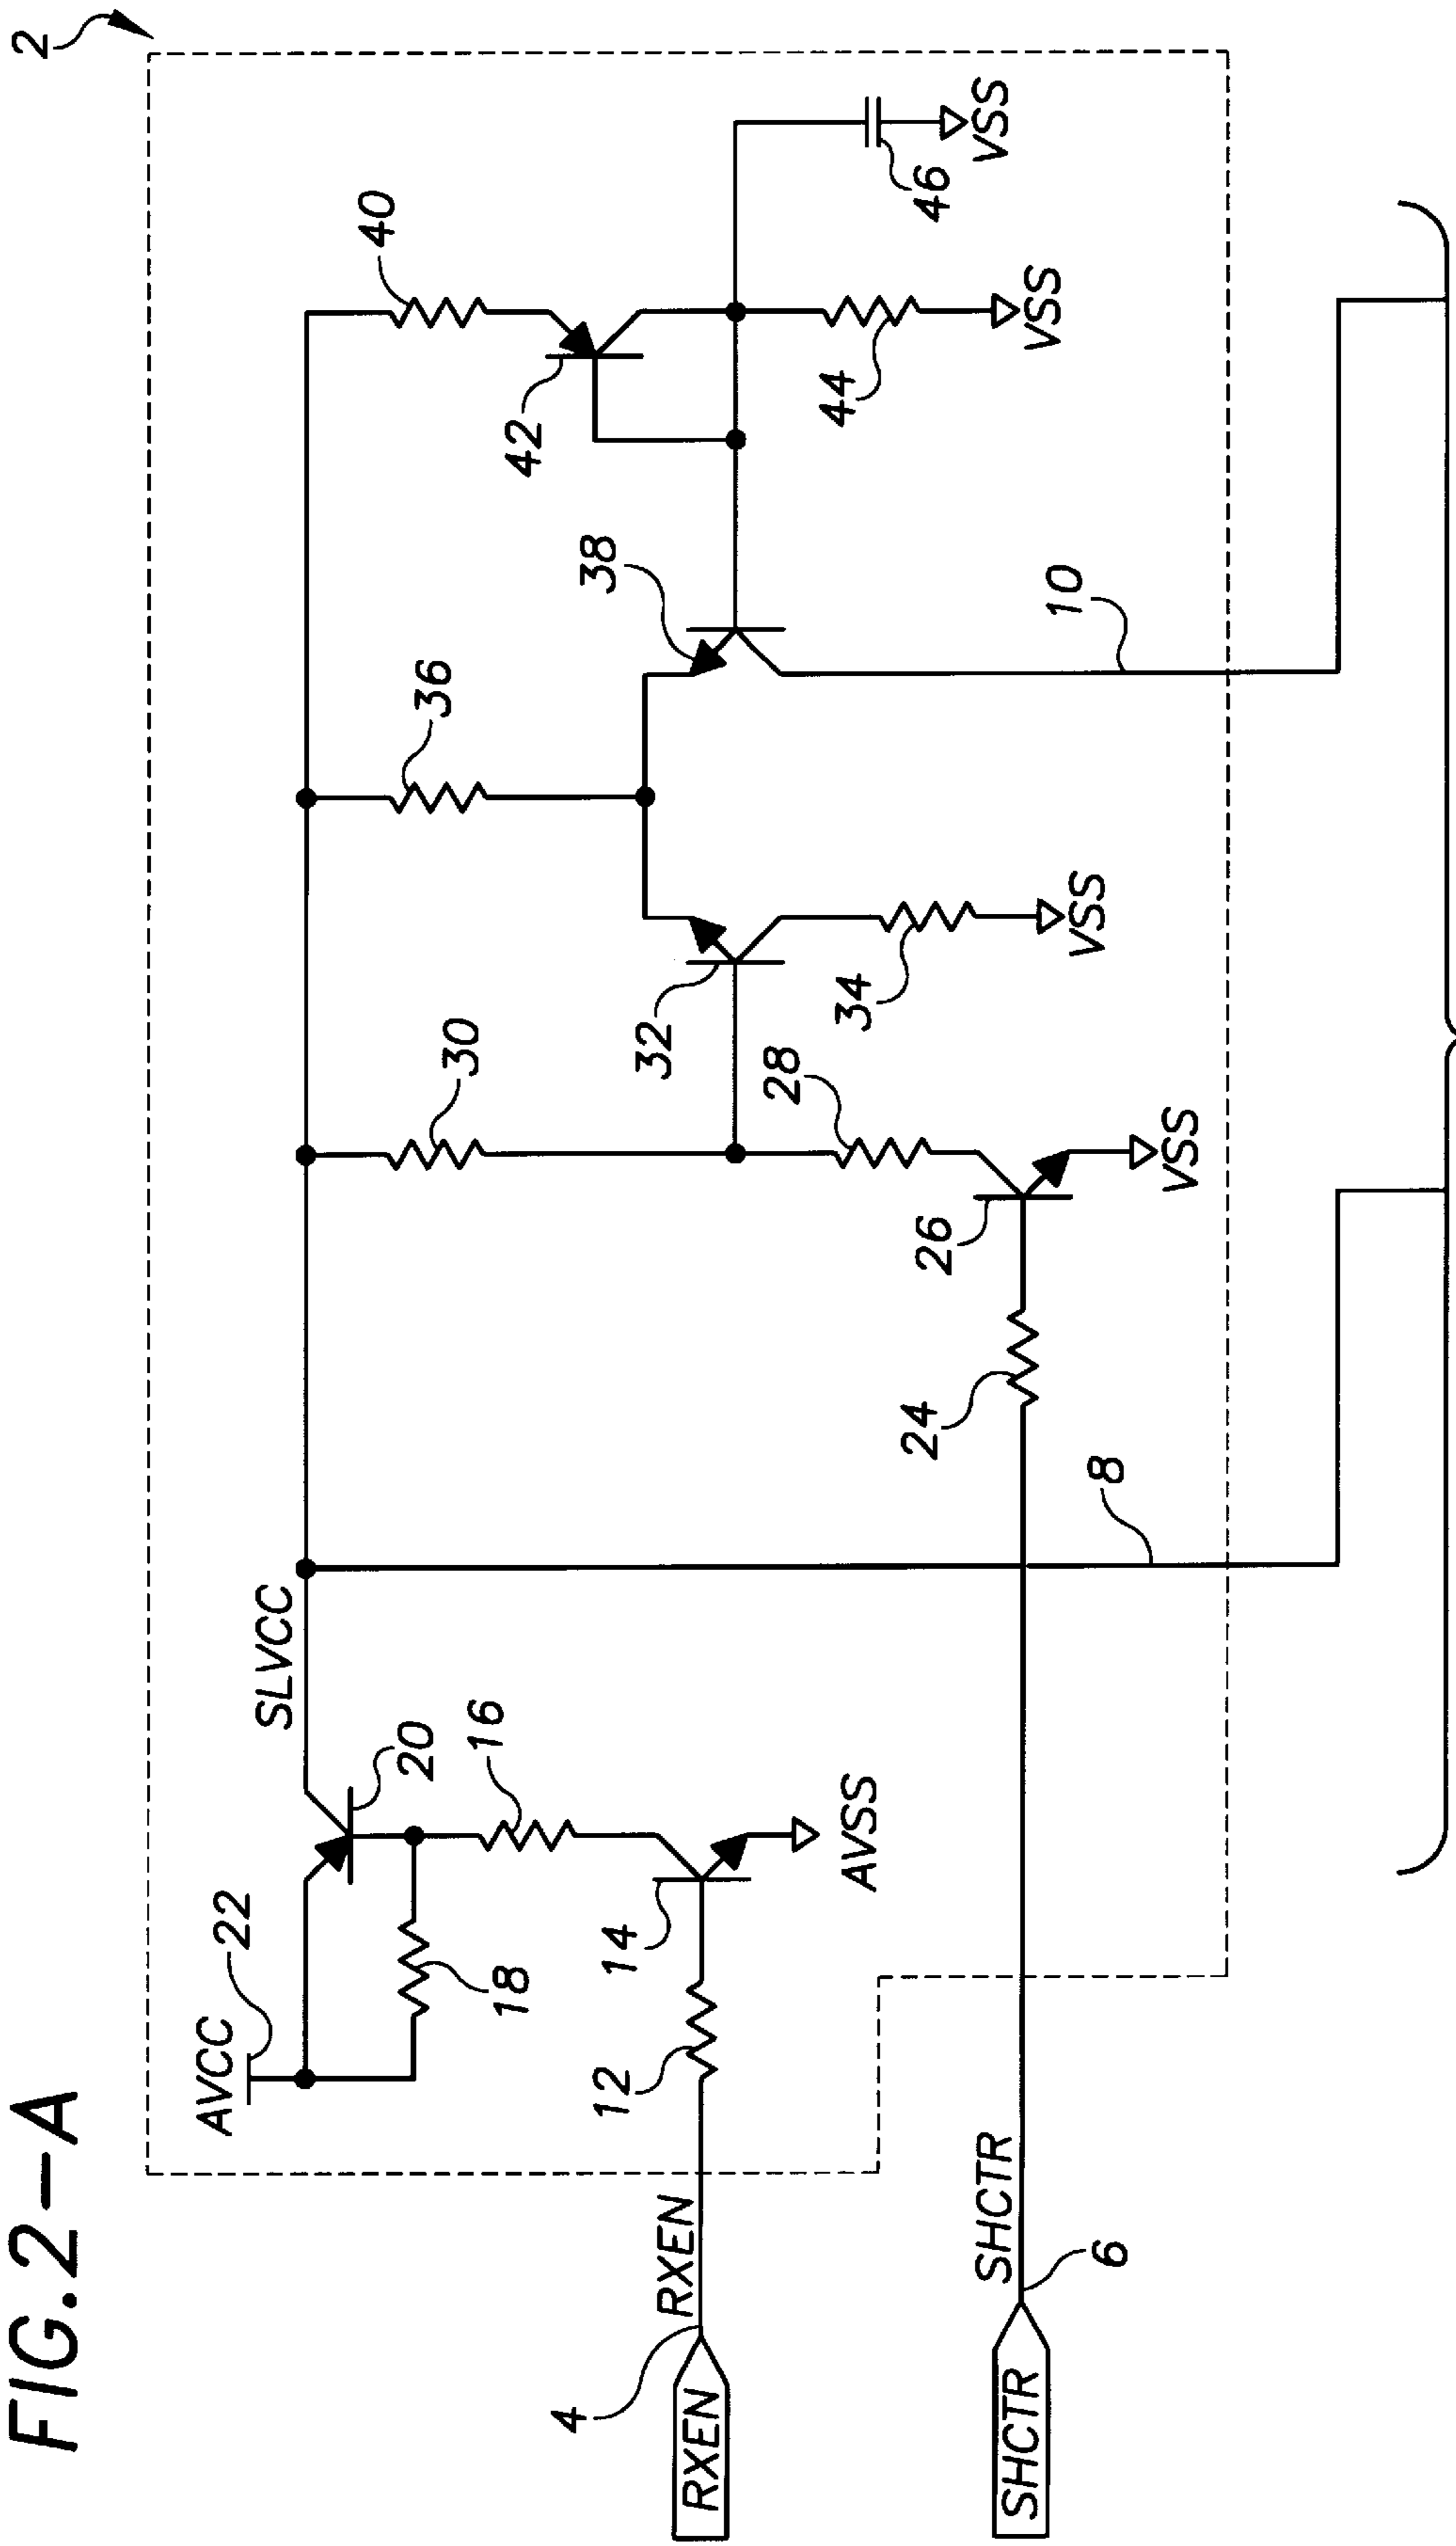 FIG.2-A
2
AVCC
22
SLVCC
20
18
16
40
36
30
42
38
32
28
34
44
46
VSS
VSS
VSS
VSS
14
12
AVSS
26
24
8
10
4
RXEN
RXEN
SHCTR
SHCTR
6